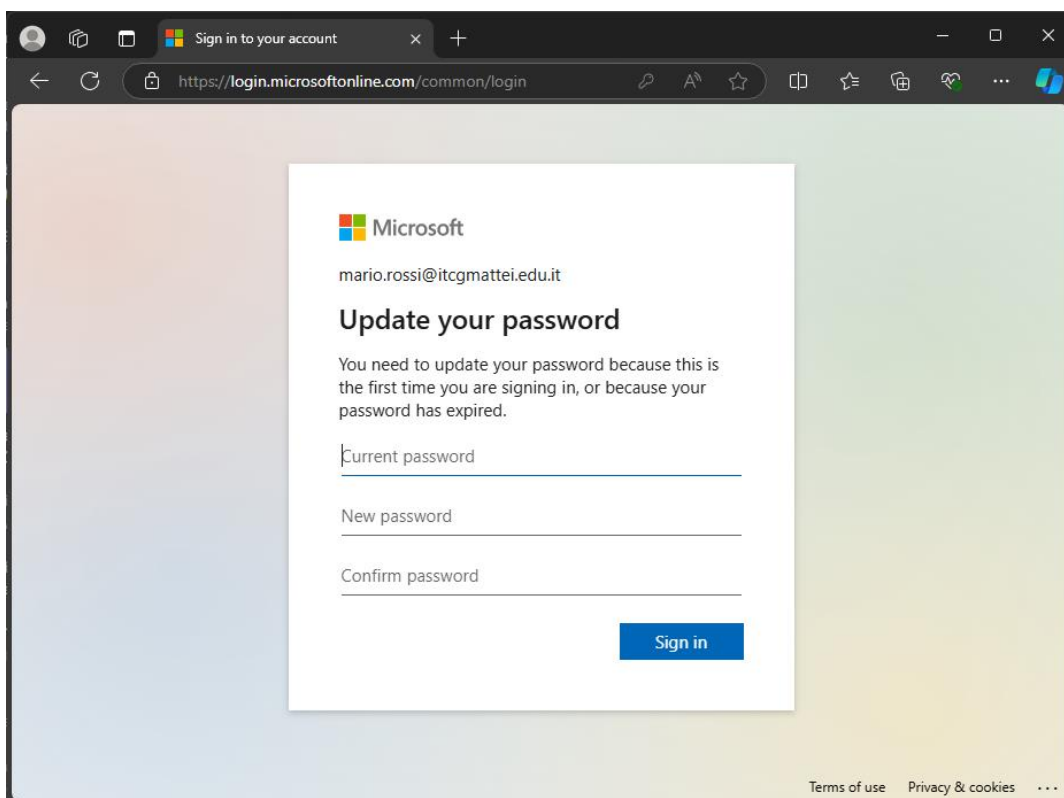 Sign in to your account
https://login.microsoftonline.com/common/login
Microsoft
mario.rossi@itcgmattei.edu.it
Update your password
You need to update your password because this is
the first time you are signing in, or because your
password has expired.
Current password
New password
Confirm password
Sign in
Terms of use Privacy & cookies ...